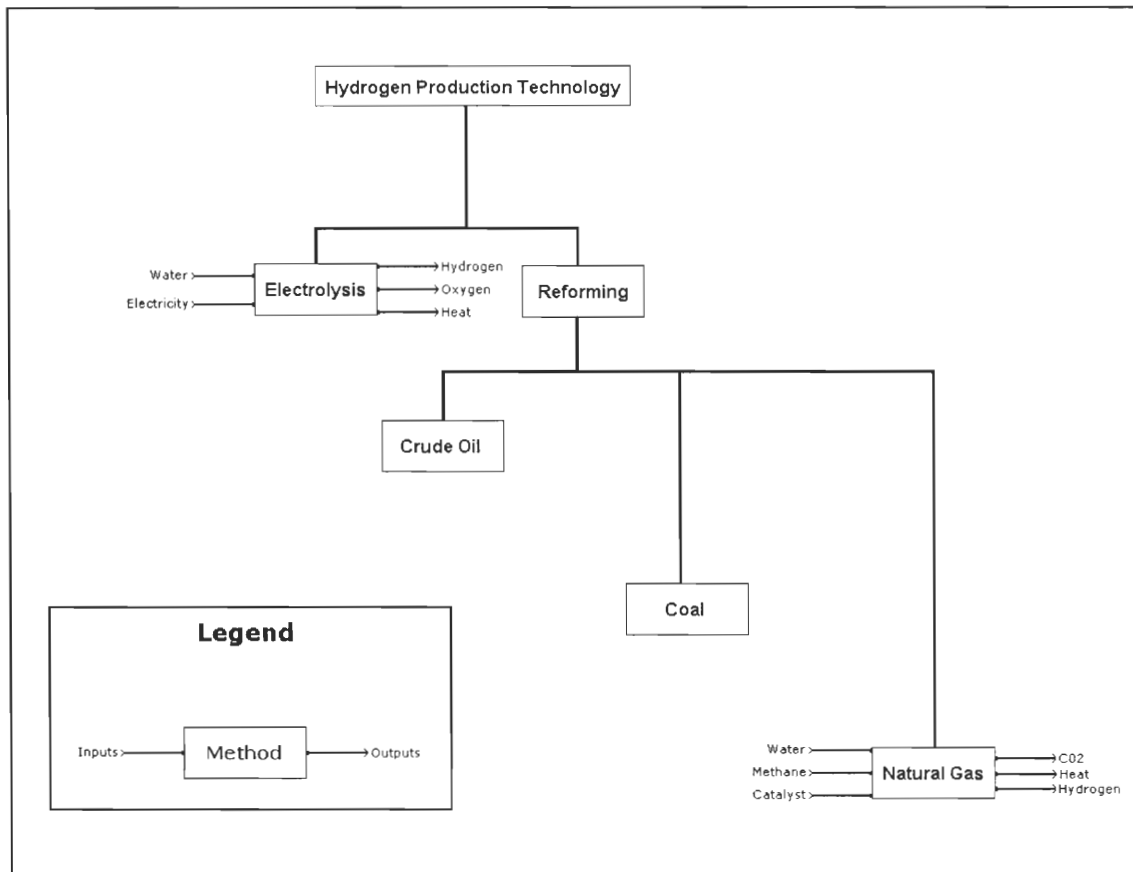 Hydrogen Production Technology
Water
Electricity
Electrolysis
Hydrogen
Oxygen
Heat
Reforming
Crude Oil
Coal
Legend
Inputs
Method
Outputs
Water
Methane
Catalyst
Natural Gas
C02
Heat
Hydrogen